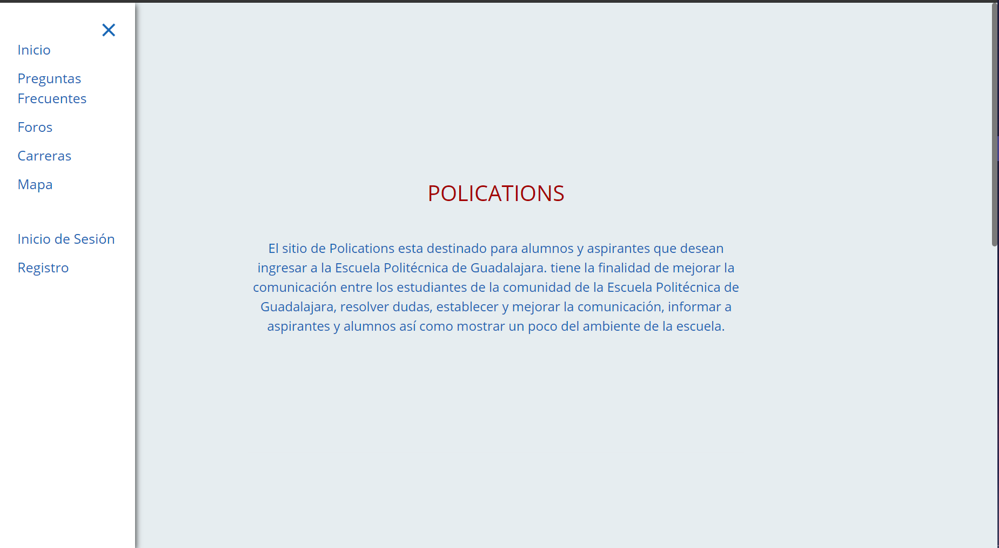 Inicio
Preguntas
Frecuentes
Foros
Carreras
Mapa
Inicio de Sesión
Registro
POLICATIONS
El sitio de Polications esta destinado para alumnos y aspirantes que desean
ingresar a la Escuela Politécnica de Guadalajara. tiene la finalidad de mejorar la
comunicación entre los estudiantes de la comunidad de la Escuela Politécnica de
Guadalajara, resolver dudas, establecer y mejorar la comunicación, informar a
aspirantes y alumnos así como mostrar un poco del ambiente de la escuela.